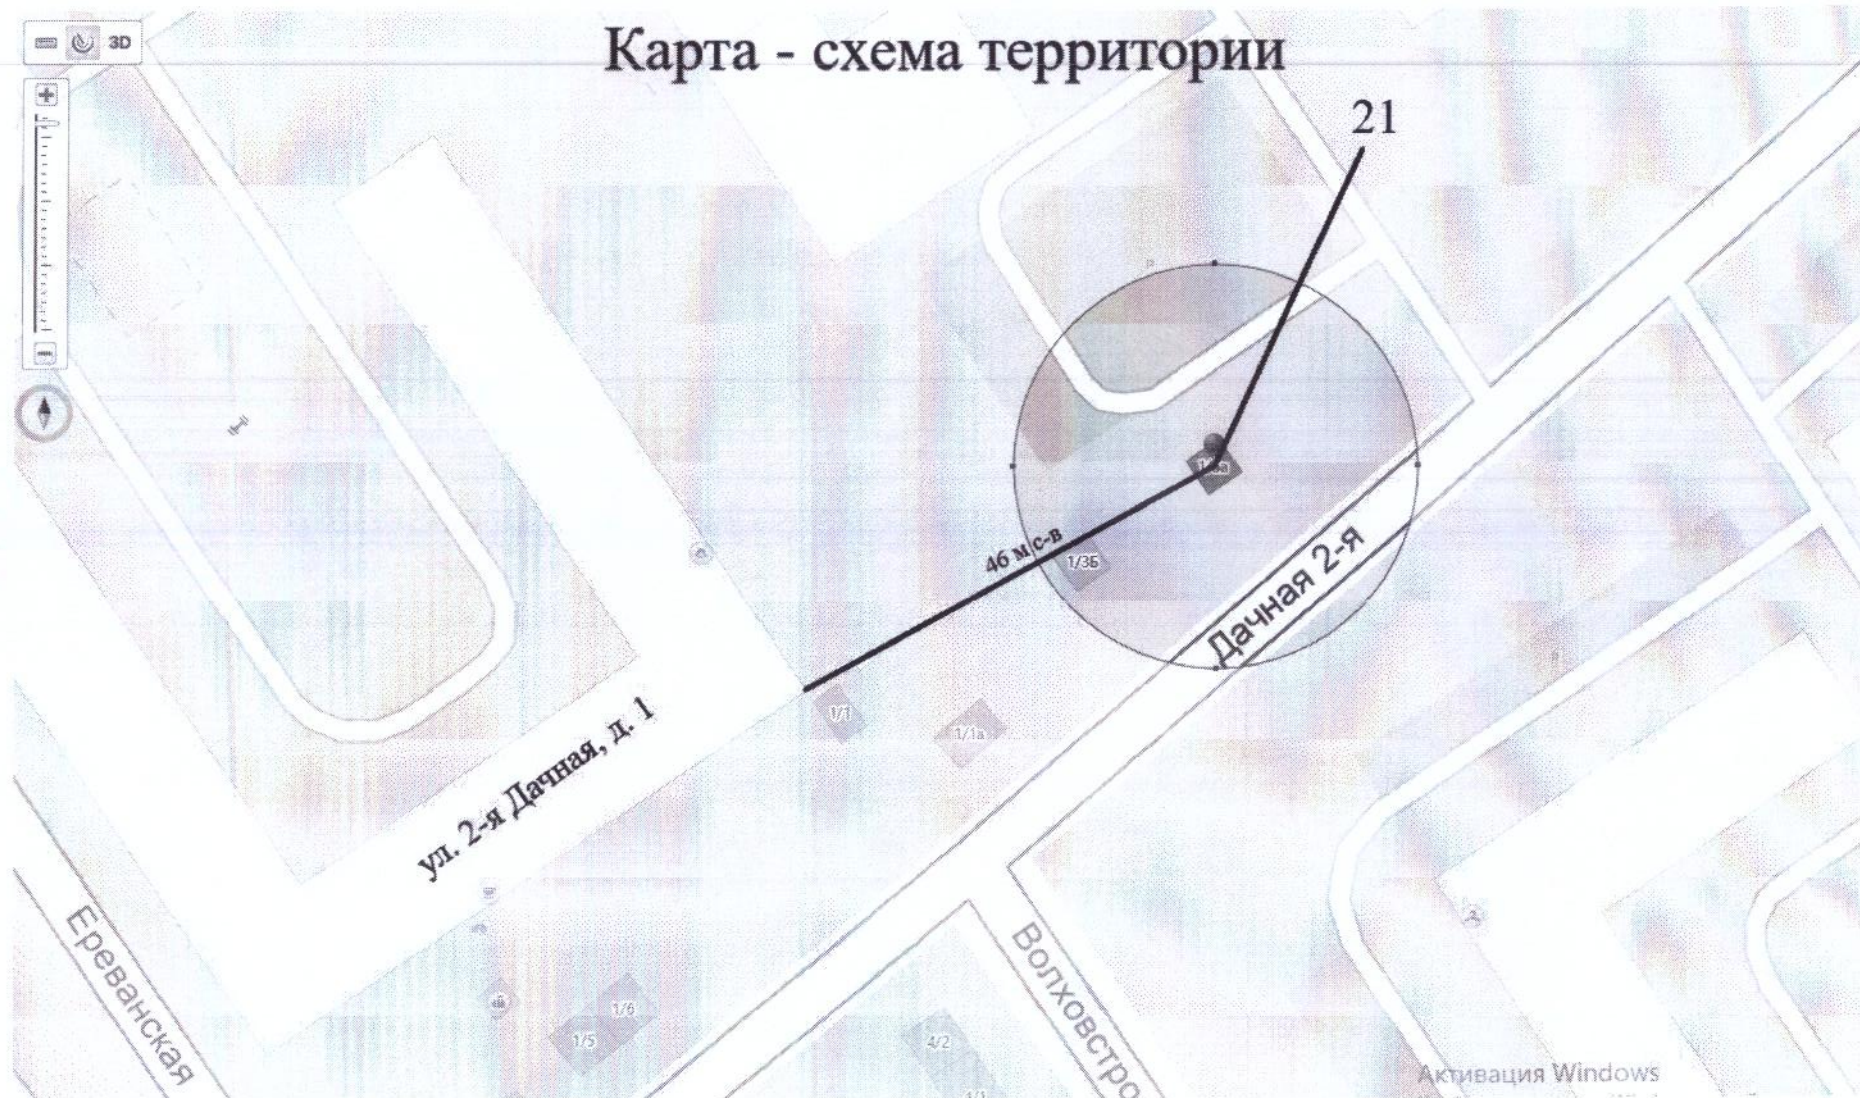 3D
Карта - схема территории
21
46 м с-в
1/3Б
Дачная 2-я
1/1
1/1а
ул. 2-я Дачная, д. 1
Ереванская
Волховстро
1/6
1/5
4/2
Активация Windows